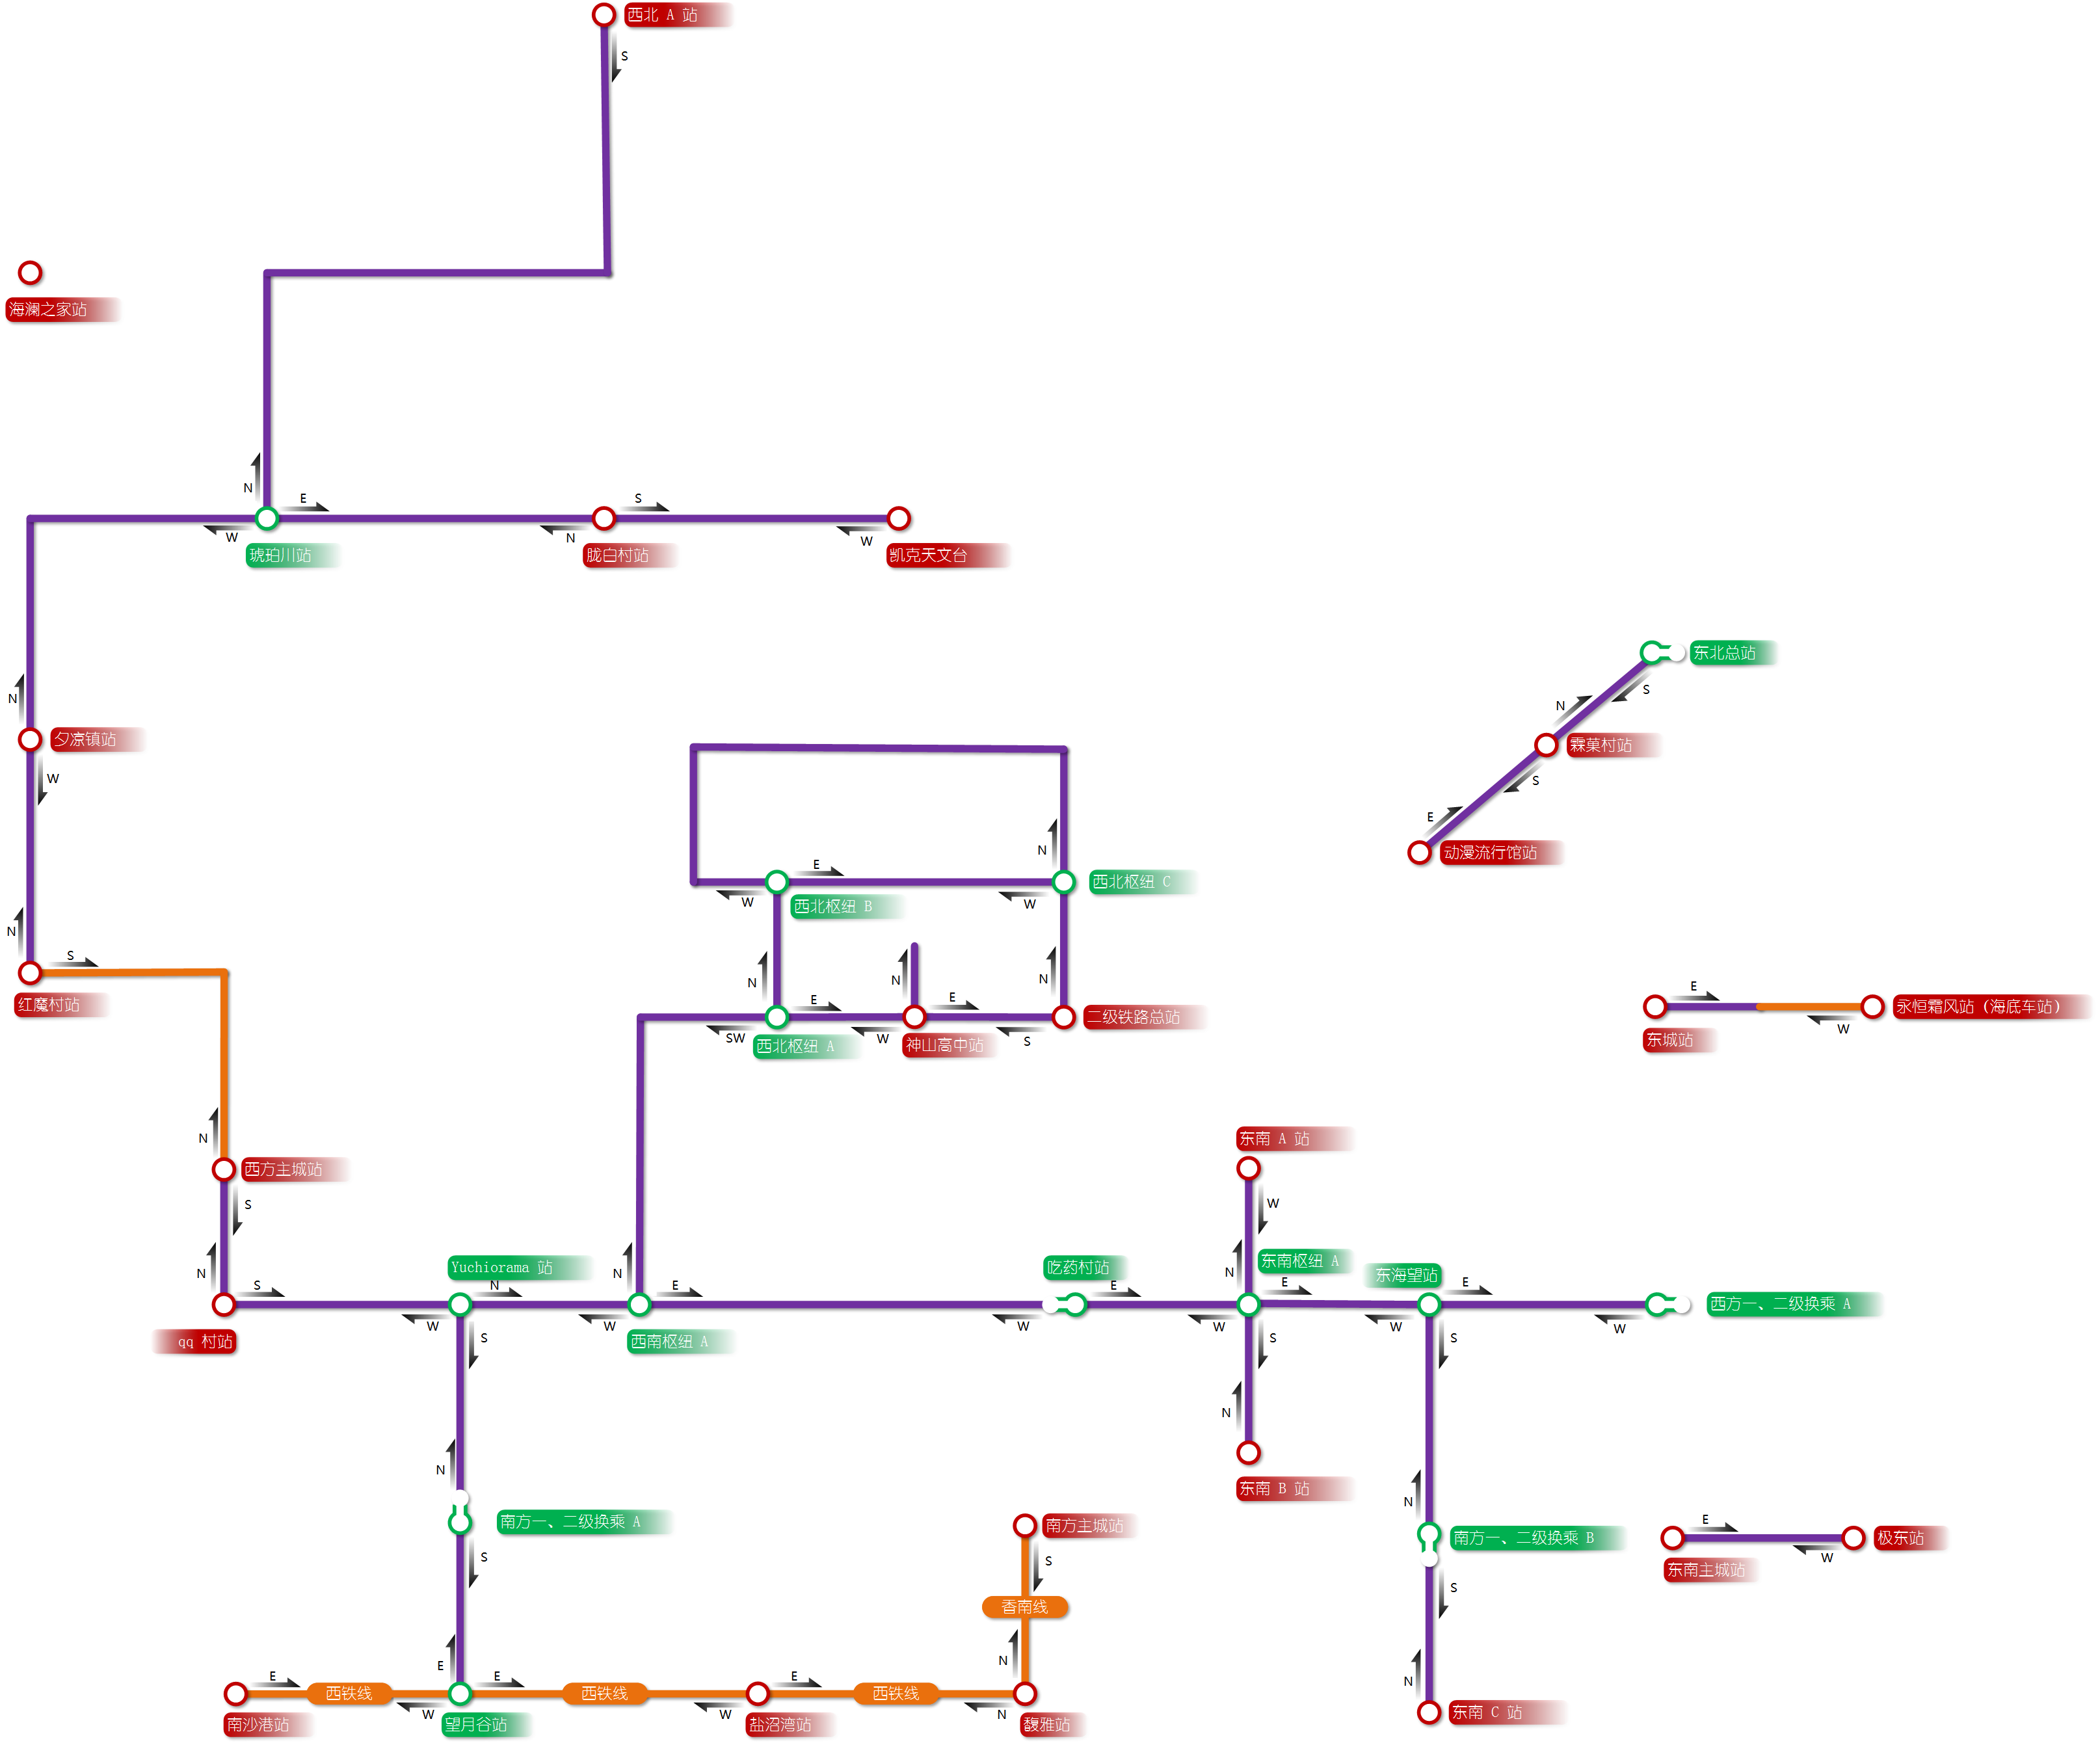 西北 A 站
S
海澜之家站
N
E
S
W
N
W
琥珀川站
胧白村站
凯克天文台
东北总站
N
S
N
夕凉镇站
霖菓村站
W
S
E
动漫流行馆站
N
E
西北枢纽 C
W
W
西北枢纽 B
N
S
N
N
N
E
红魔村站
E
E
永恒霜风站（海底车站）
二级铁路总站
W
SW
W
S
东城站
西北枢纽 A
神山高中站
N
东南 A 站
西方主城站
S
W
Yuchiorama 站
吃药村站
东南枢纽 A
东海望站
N
N
N
S
N
E
E
E
E
西方一、二级换乘 A
W
W
W
W
W
W
S
S
S
qq 村站
西南枢纽 A
N
N
东南 B 站
N
南方一、二级换乘 A
南方主城站
E
南方一、二级换乘 B
极东站
S
S
W
东南主城站
S
香南线
E
N
N
E
E
E
西铁线
西铁线
西铁线
W
W
N
南沙港站
望月谷站
盐沼湾站
馥雅站
东南 C 站